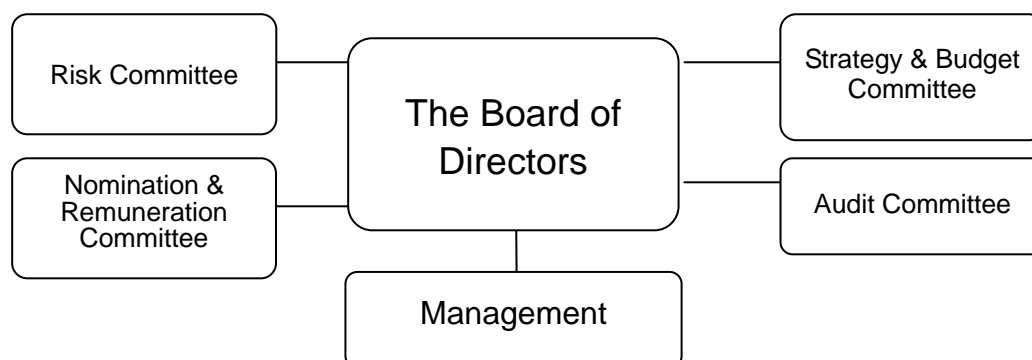 Risk Committee
The Board of
Directors
Strategy & Budget
Committee
Nomination &
Remuneration
Committee
Audit Committee
Management